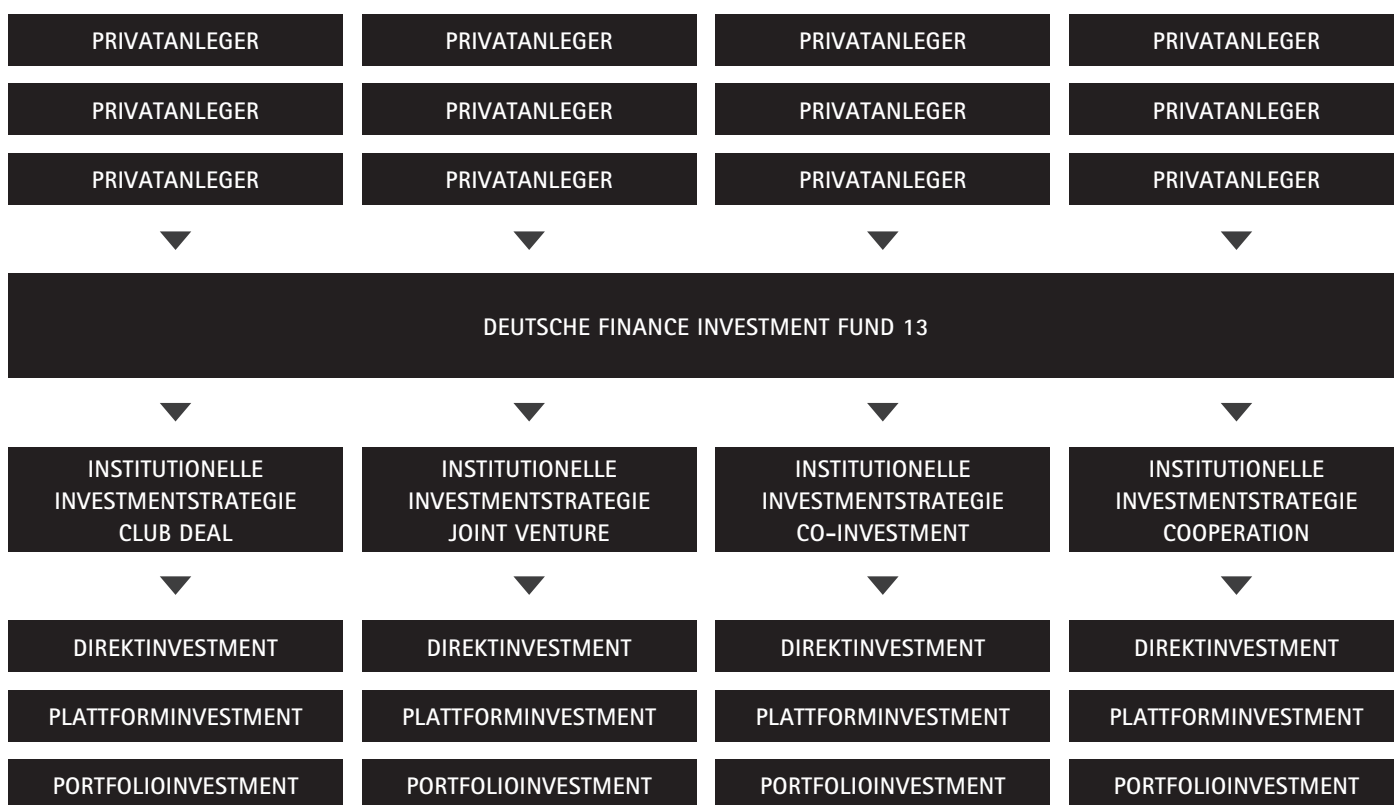 PRIVATANLEGER PRIVATANLEGER PRIVATANLEGER PRIVATANLEGER
PRIVATANLEGER PRIVATANLEGER PRIVATANLEGER PRIVATANLEGER
PRIVATANLEGER PRIVATANLEGER PRIVATANLEGER PRIVATANLEGER
DEUTSCHE FINANCE INVESTMENT FUND 13
INSTITUTIONELLE
INVESTMENTSTRATEGIE
CLUB DEAL
INSTITUTIONELLE
INVESTMENTSTRATEGIE
JOINT VENTURE
INSTITUTIONELLE
INVESTMENTSTRATEGIE
CO-INVESTMENT
INSTITUTIONELLE
INVESTMENTSTRATEGIE
COOPERATION
DIREKTINVESTMENT DIREKTINVESTMENT DIREKTINVESTMENT DIREKTINVESTMENT
PLATTFORMINVESTMENT PLATTFORMINVESTMENT PLATTFORMINVESTMENT PLATTFORMINVESTMENT
PORTFOLIOINVESTMENT PORTFOLIOINVESTMENT PORTFOLIOINVESTMENT PORTFOLIOINVESTMENT